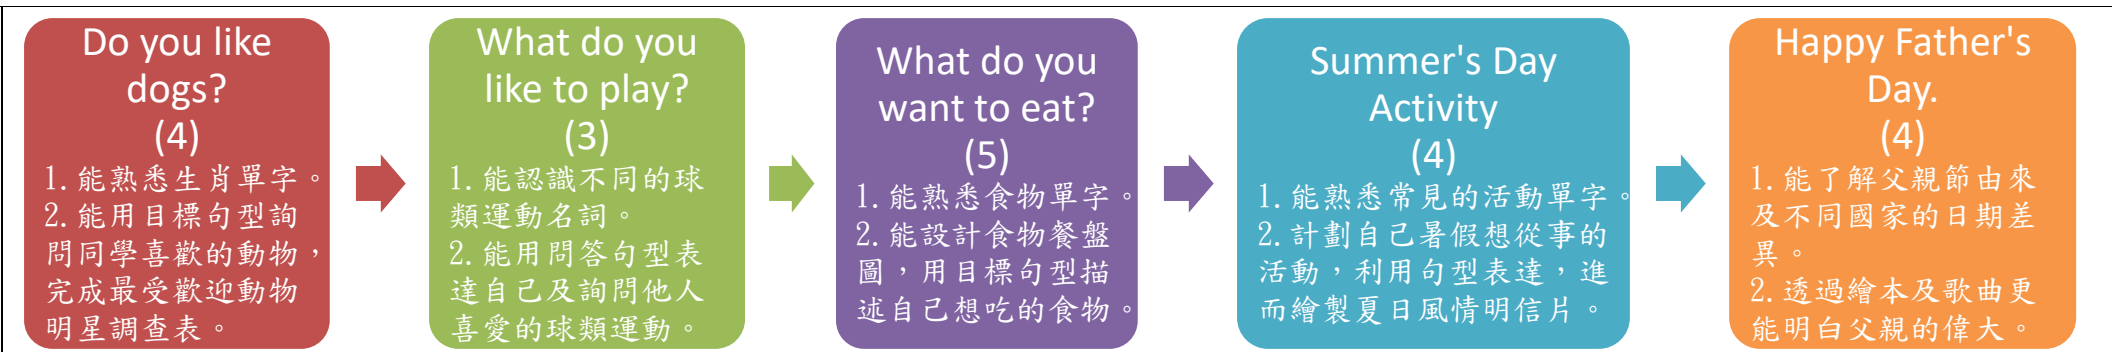 Do you like
dogs?
(4)
1.能熟悉生肖單字。
2.能用目標句型詢
問同學喜歡的動物，
完成最受歡迎動物
明星調查表。
What do you
like to play?
(3)
1.能認識不同的球
類運動名詞。
2.能用問答句型表
達自己及詢問他人
喜愛的球類運動。
What do you
want to eat?
(5)
1.能熟悉食物單字。
2.能設計食物餐盤
圖，用目標句型描
述自己想吃的食物。
Summer's Day
Activity
(4)
1.能熟悉常見的活動單字。
2.計劃自己暑假想從事的
活動，利用句型表達，進
而繪製夏日風情明信片。
Happy Father's
Day.
(4)
1.能了解父親節由來
及不同國家的日期差
異。
2.透過繪本及歌曲更
能明白父親的偉大。